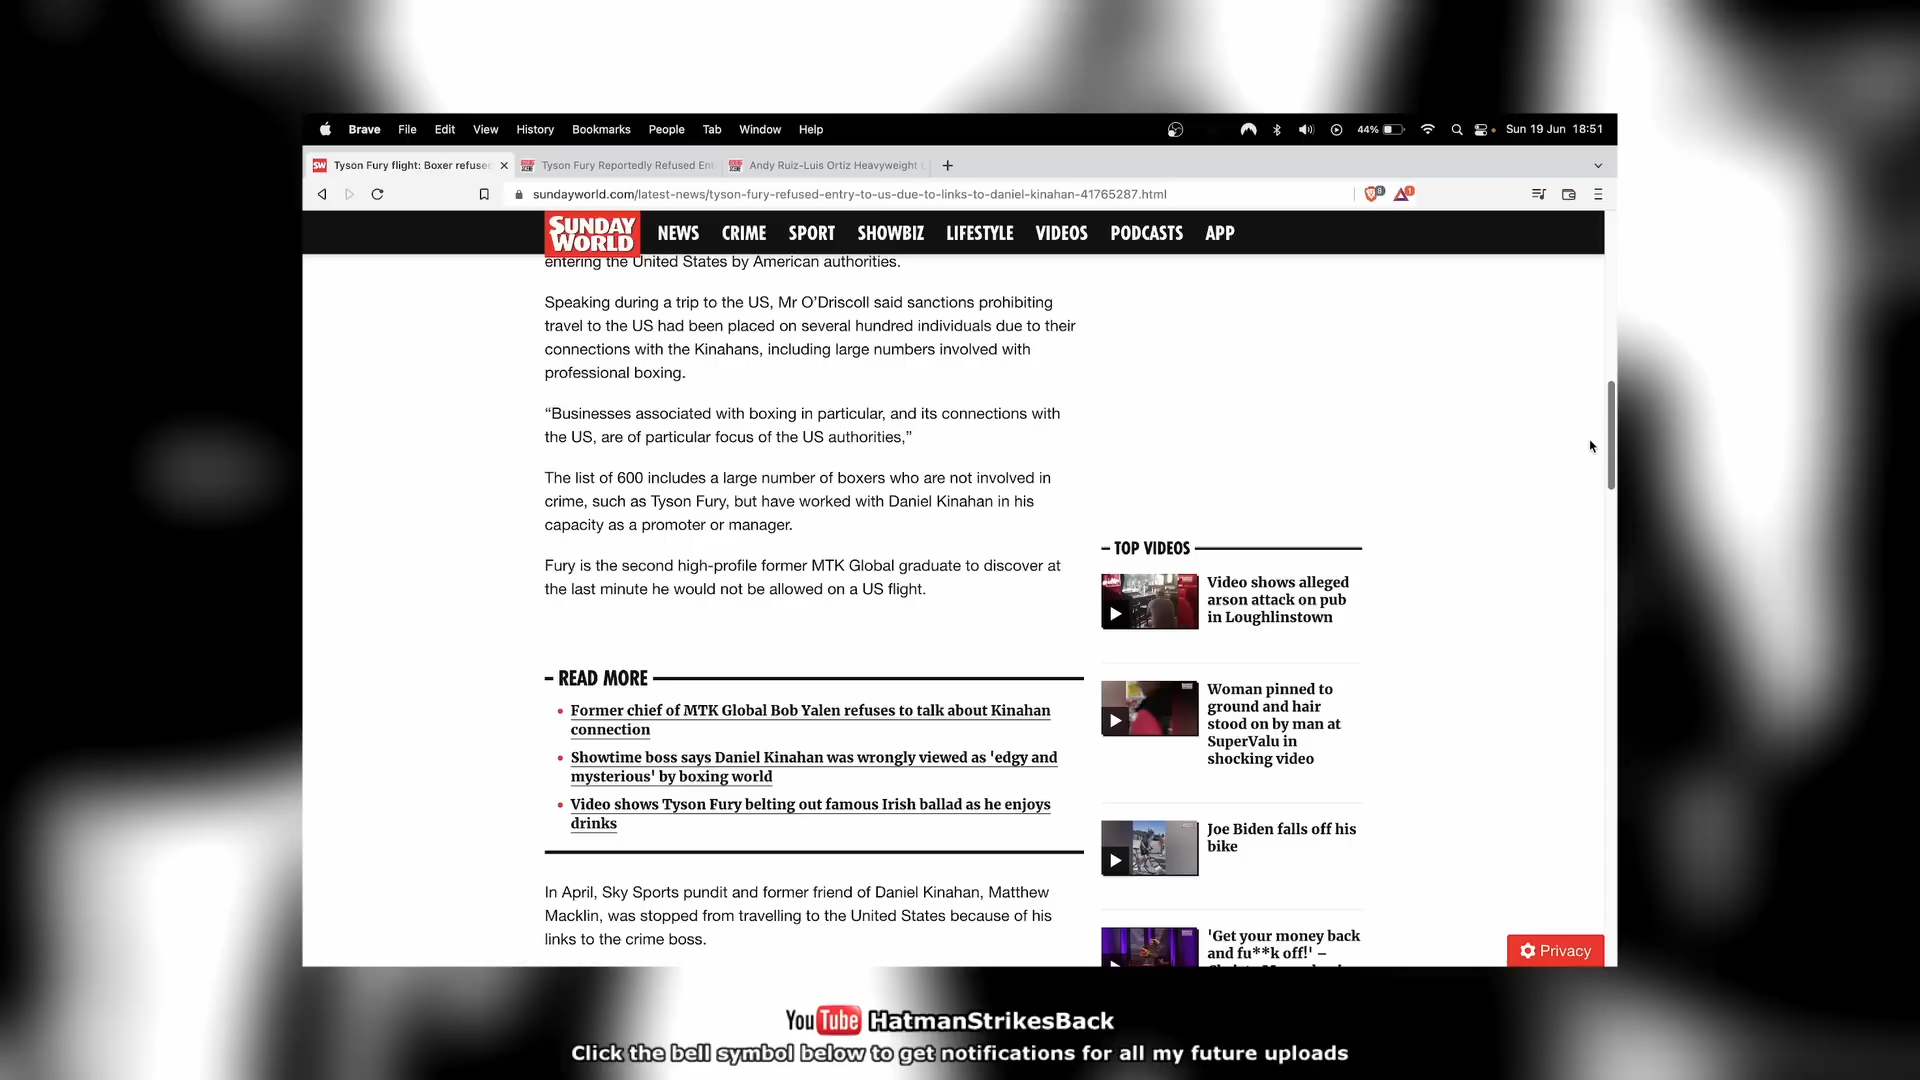 Brave File Edit View History Bookmarks People Tab Window Help 44% Sun 19 Jun 18:51
Tyson Fury flight: Boxer refused Tyson Fury Reportedly Refused Ent Andy Ruiz-Luis Ortiz Heavyweight
sundayworld.com/latest-news/tyson-fury-refused-entry-to-us-due-to-links-to-daniel-kinahan-41765287.html
SUNDAY
WORLD
NEWS CRIME SPORT SHOWBIZ LIFESTYLE VIDEOS PODCASTS APP
entering the United States by American authorities.
Speaking during a trip to the US, Mr O’Driscoll said sanctions prohibiting
travel to the US had been placed on several hundred individuals due to their
connections with the Kinahans, including large numbers involved with
professional boxing.
“Businesses associated with boxing in particular, and its connections with
the US, are of particular focus of the US authorities,”
The list of 600 includes a large number of boxers who are not involved in
crime, such as Tyson Fury, but have worked with Daniel Kinahan in his
capacity as a promoter or manager.
Fury is the second high-profile former MTK Global graduate to discover at
the last minute he would not be allowed on a US flight.
READ MORE
Former chief of MTK Global Bob Yalen refuses to talk about Kinahan
connection
Showtime boss says Daniel Kinahan was wrongly viewed as 'edgy and
mysterious' by boxing world
Video shows Tyson Fury belting out famous Irish ballad as he enjoys
drinks
In April, Sky Sports pundit and former friend of Daniel Kinahan, Matthew
Macklin, was stopped from travelling to the United States because of his
links to the crime boss.
TOP VIDEOS
Video shows alleged
arson attack on pub
in Loughlinstown
Woman pinned to
ground and hair
stood on by man at
SuperValu in
shocking video
Joe Biden falls off his
bike
'Get your money back
and fu**k off!' –
Privacy
YouTube HatmanStrikesBack
Click the bell symbol below to get notifications for all my future uploads